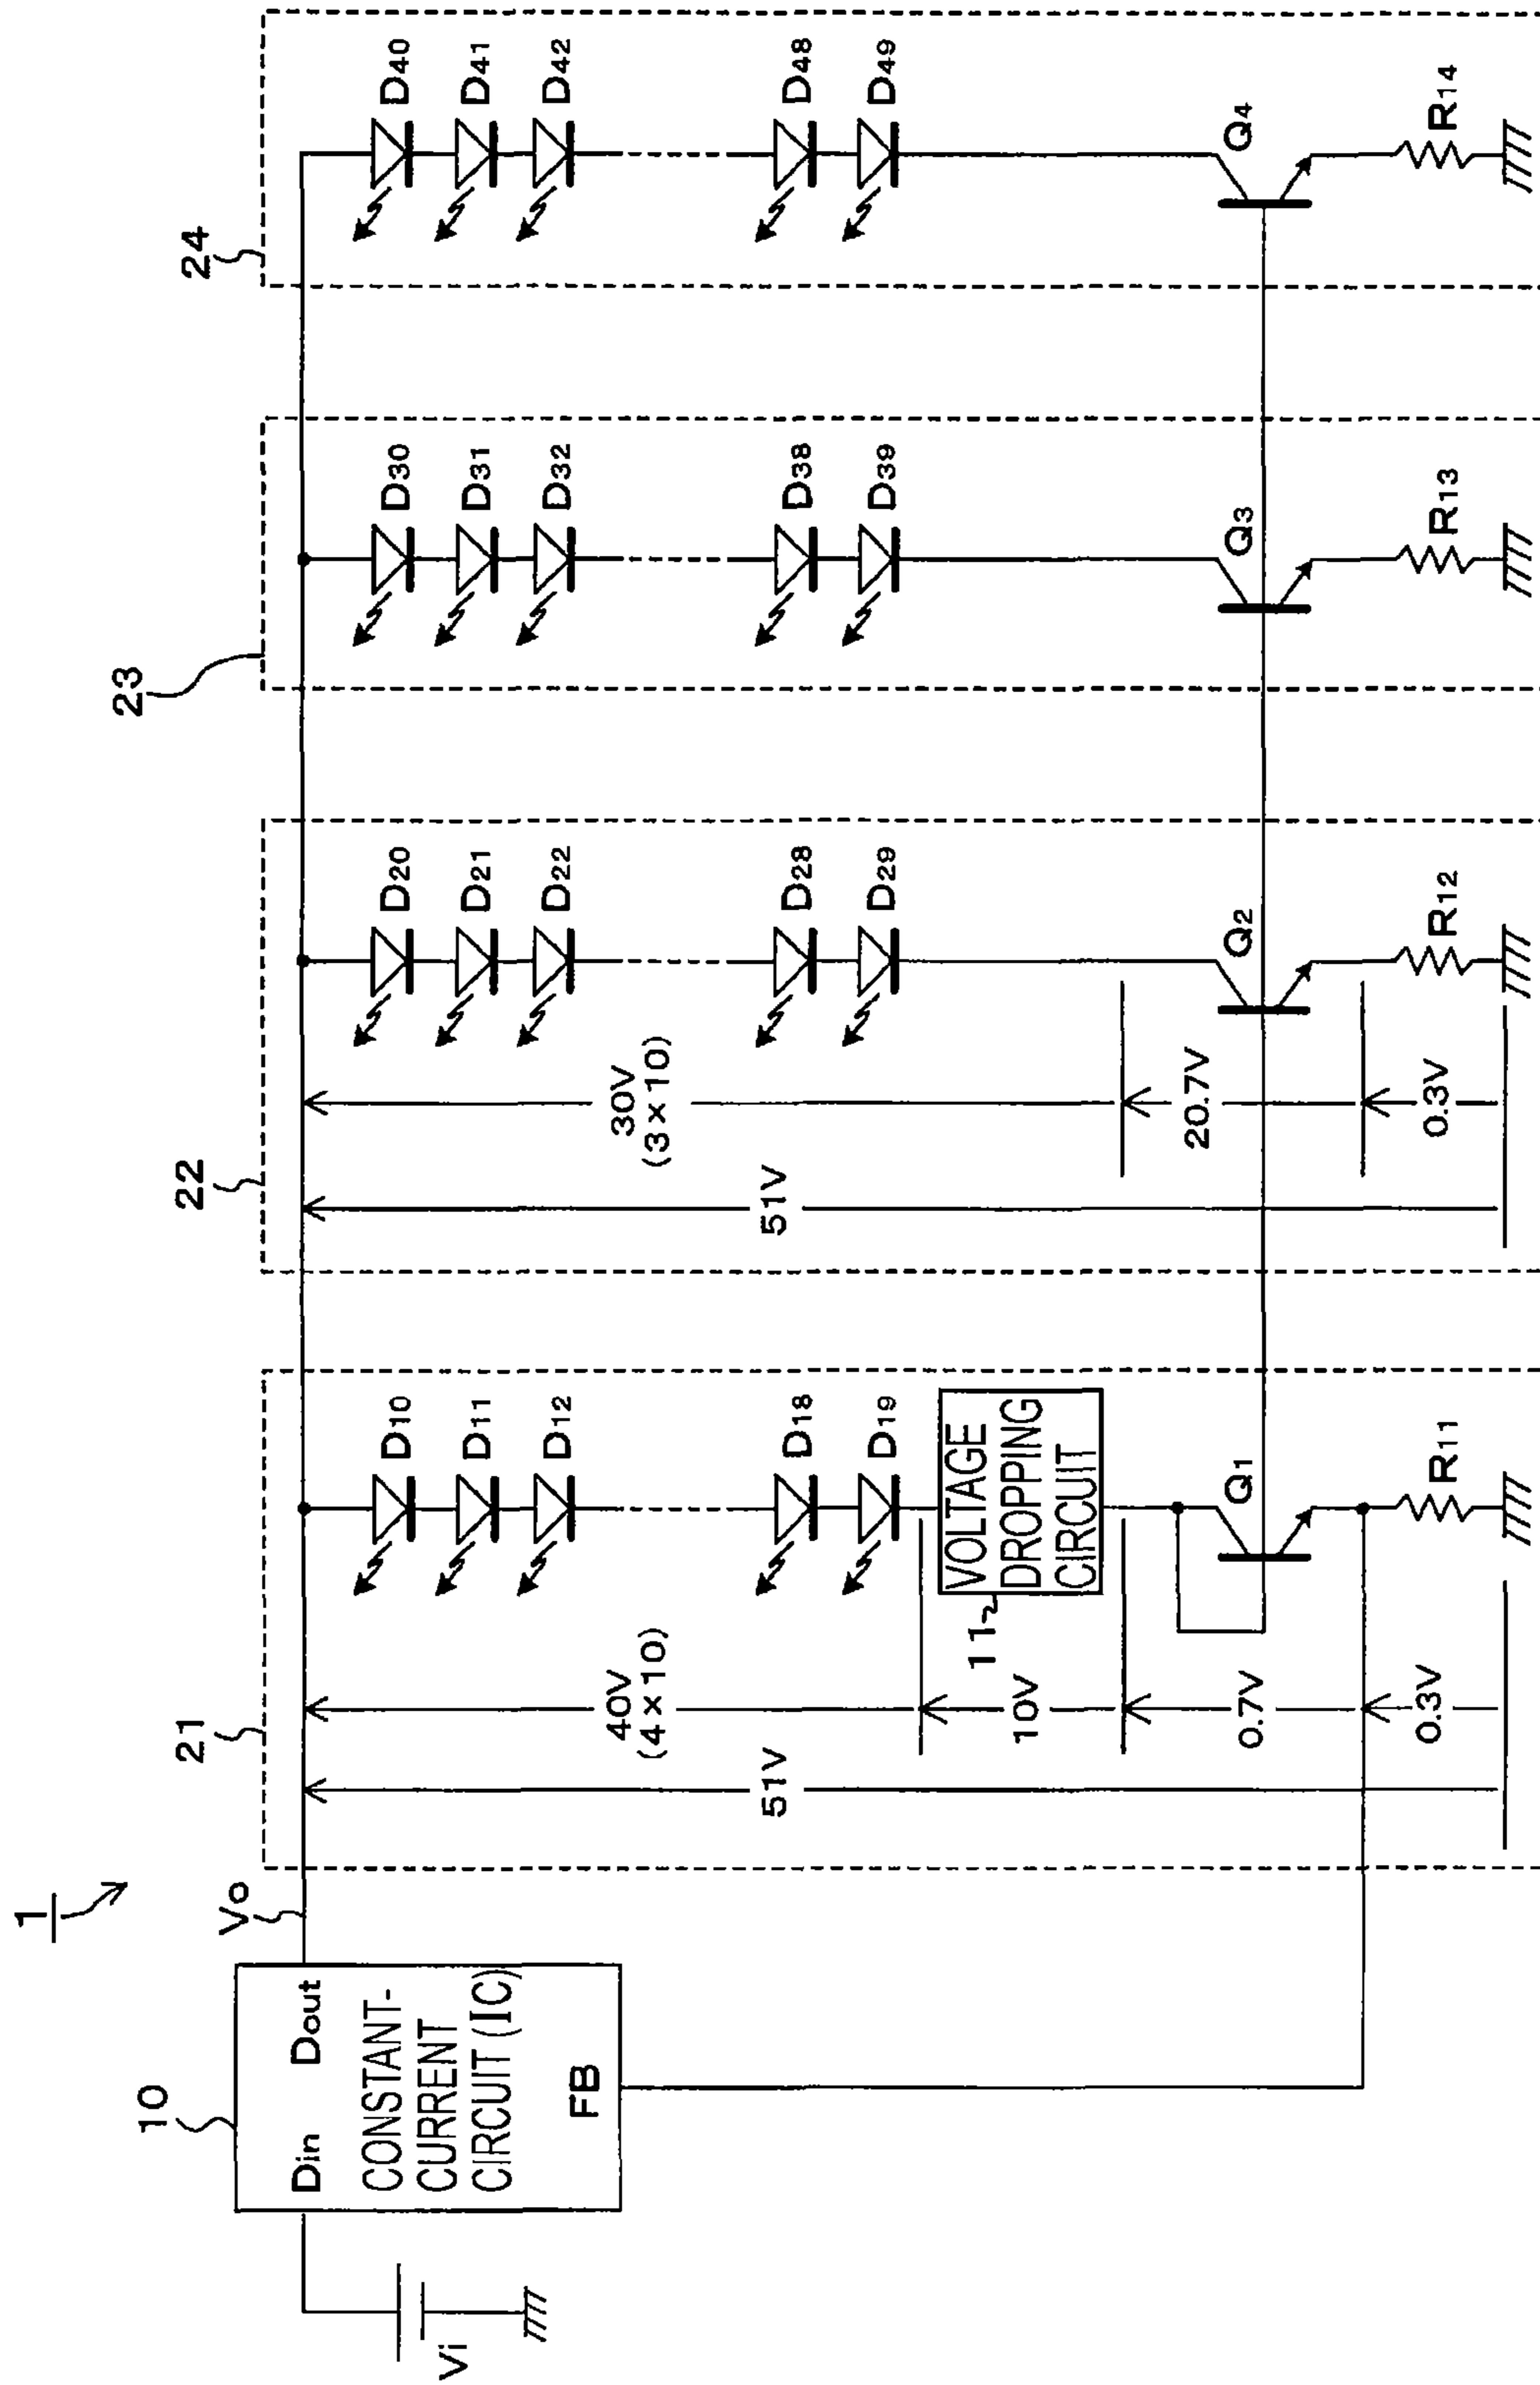 1
10
Din
Dout
CONSTANT-
CURRENT
CIRCUIT (IC)
FB
Vi
Vo
21
D10
D11
D12
D18
D19
51V
40V
(4×10)
10V
0.7V
0.3V
11
VOLTAGE
DROPPING
CIRCUIT
Q1
R11
22
D20
D21
D22
D28
D29
51V
30V
(3×10)
20.7V
0.3V
Q2
R12
23
D30
D31
D32
D38
D39
Q3
R13
24
D40
D41
D42
D48
D49
Q4
R14